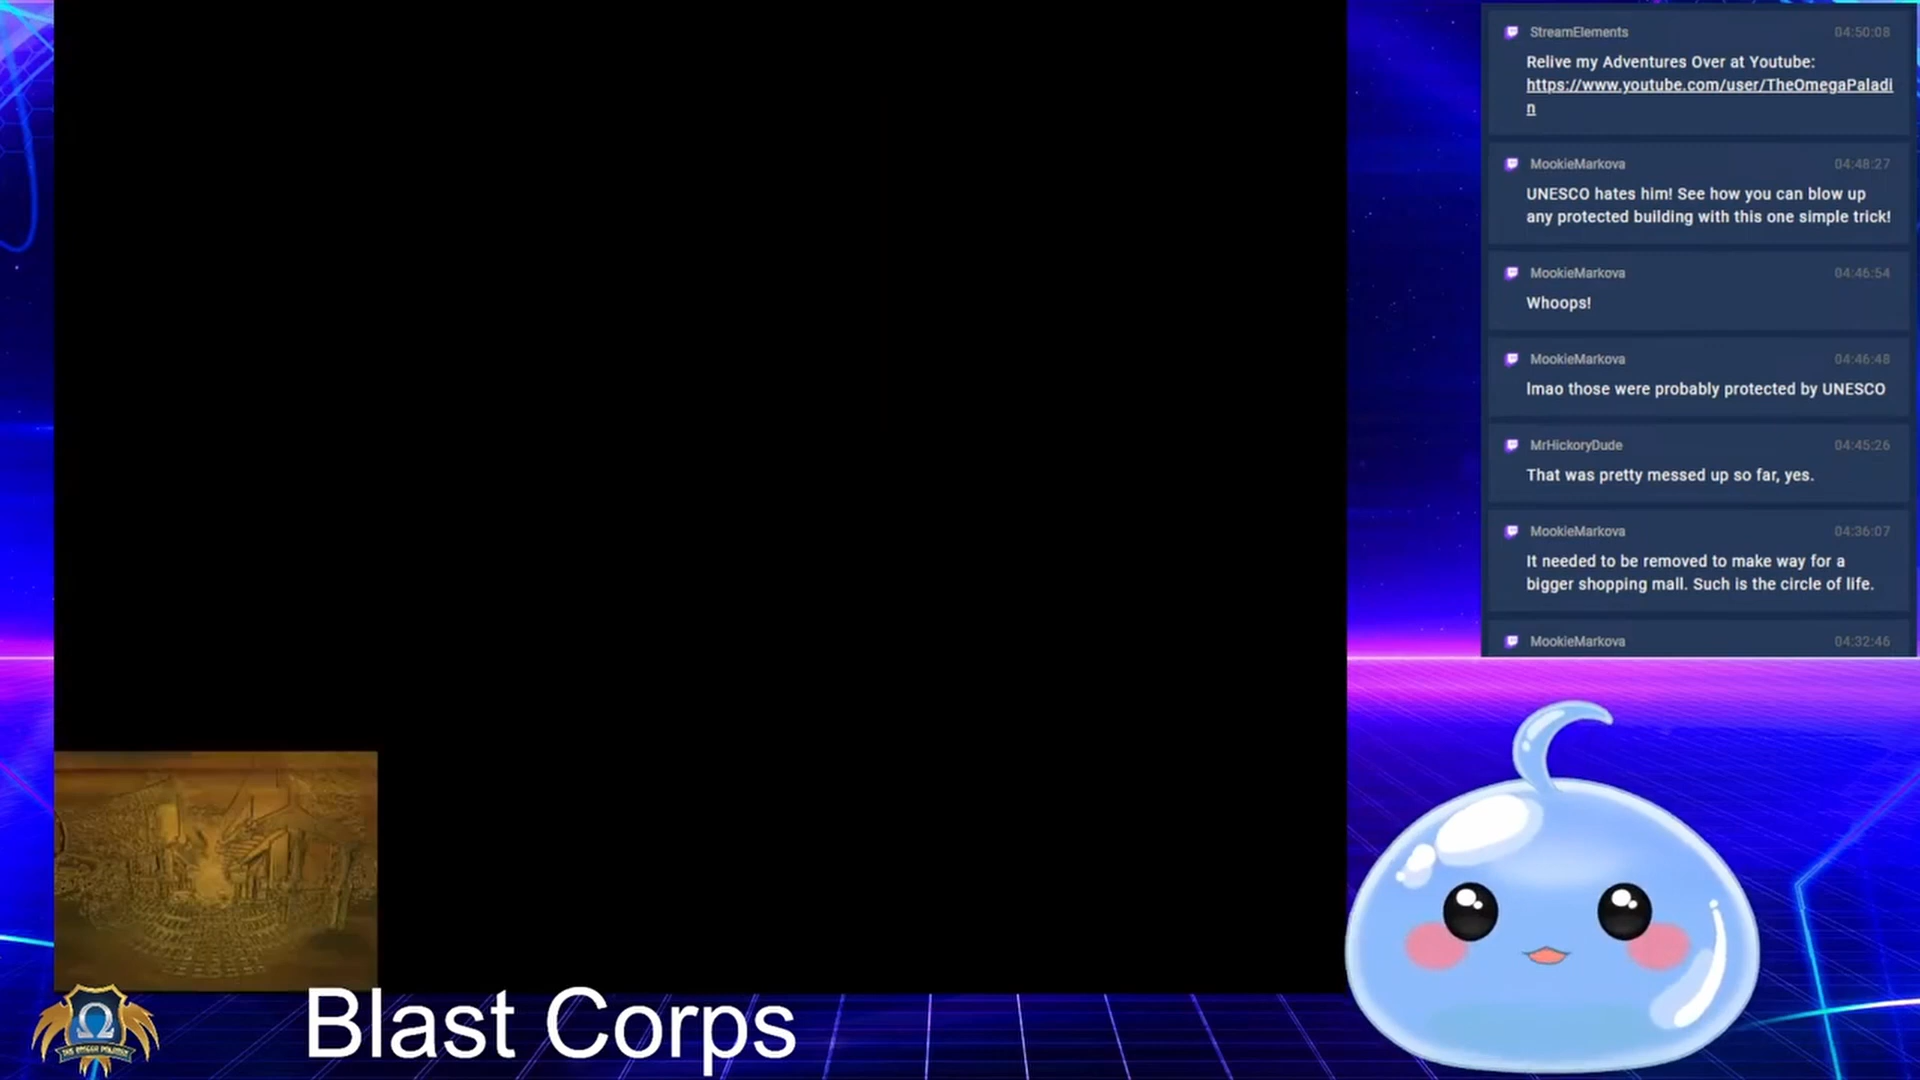 StreamElements 04:50:08
Relive my Adventures Over at Youtube:
https://www.youtube.com/user/TheOmegaPaladi
n
MookieMarkova 04:48:27
UNESCO hates him! See how you can blow up
any protected building with this one simple trick!
MookieMarkova 04:46:54
Whoops!
MookieMarkova 04:46:48
lmao those were probably protected by UNESCO
MrHickoryDude 04:45:26
That was pretty messed up so far, yes.
MookieMarkova 04:36:07
It needed to be removed to make way for a
bigger shopping mall. Such is the circle of life.
MookieMarkova 04:32:46
Ω
THE OMEGA PALADIN
Blast Corps